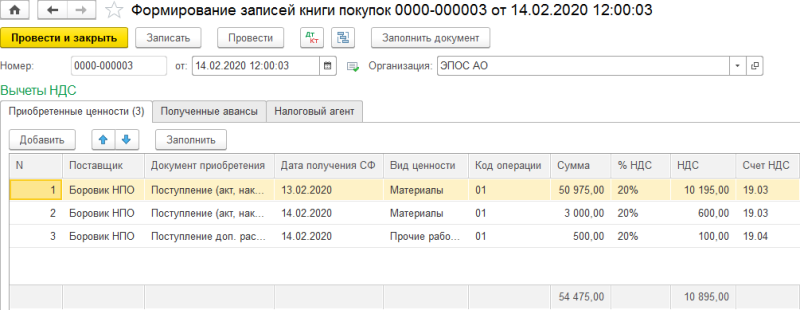 Формирование записей книги покупок 0000-000003 от 14.02.2020 12:00:03
Провести и закрыть Записать Провести Дт Кт Заполнить документ
Номер: 0000-000003 от: 14.02.2020 12:00:03 Организация: ЭПОС АО
Вычеты НДС
Приобретенные ценности (3) Полученные авансы Налоговый агент
Добавить Заполнить
N Поставщик Документ приобретения Дата получения СФ Вид ценности Код операции Сумма % НДС НДС Счет НДС
1 Боровик НПО Поступление (акт, нак... 13.02.2020 Материалы 01 50 975,00 20% 10 195,00 19.03
2 Боровик НПО Поступление (акт, нак... 14.02.2020 Материалы 01 3 000,00 20% 600,00 19.03
3 Боровик НПО Поступление доп. рас... 14.02.2020 Прочие рабо... 01 500,00 20% 100,00 19.04
54 475,00 10 895,00